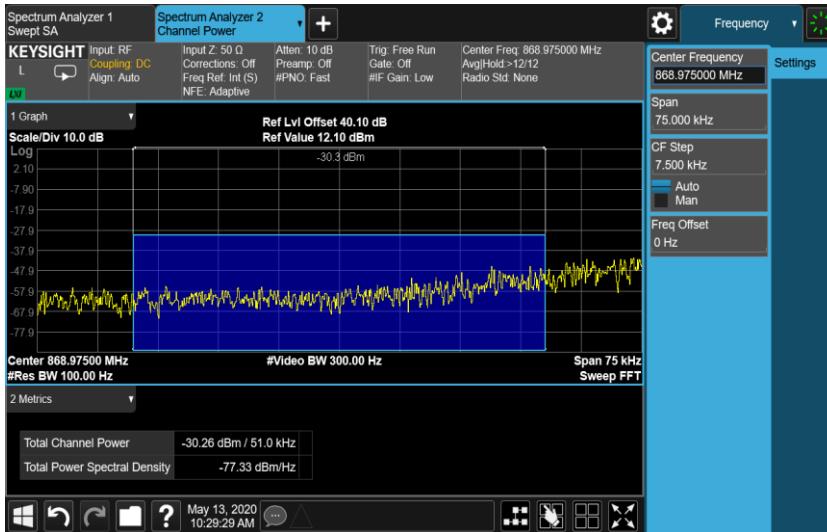 Spectrum Analyzer 1
Swept SA
Spectrum Analyzer 2
Channel Power
Frequency
KEYSIGHT
L
LXI
Input: RF
Coupling: DC
Align: Auto
Input Z: 50 Ω
Corrections: Off
Freq Ref: Int (S)
NFE: Adaptive
Atten: 10 dB
Preamp: Off
#PNO: Fast
Trig: Free Run
Gate: Off
#IF Gain: Low
Center Freq: 868.975000 MHz
Avg|Hold:>12/12
Radio Std: None
Center Frequency
868.975000 MHz
Settings
Span
75.000 kHz
CF Step
7.500 kHz
Auto
Man
Freq Offset
0 Hz
1 Graph
Scale/Div 10.0 dB
Ref Lvl Offset 40.10 dB
Ref Value 12.10 dBm
Log
-30.3 dBm
2.10
-7.90
-17.9
-27.9
-37.9
-47.9
-57.9
-67.9
-77.9
Center 868.97500 MHz
#Video BW 300.00 Hz
Span 75 kHz
#Res BW 100.00 Hz
Sweep FFT
2 Metrics
Total Channel Power
-30.26 dBm / 51.0 kHz
Total Power Spectral Density
-77.33 dBm/Hz
May 13, 2020
10:29:29 AM